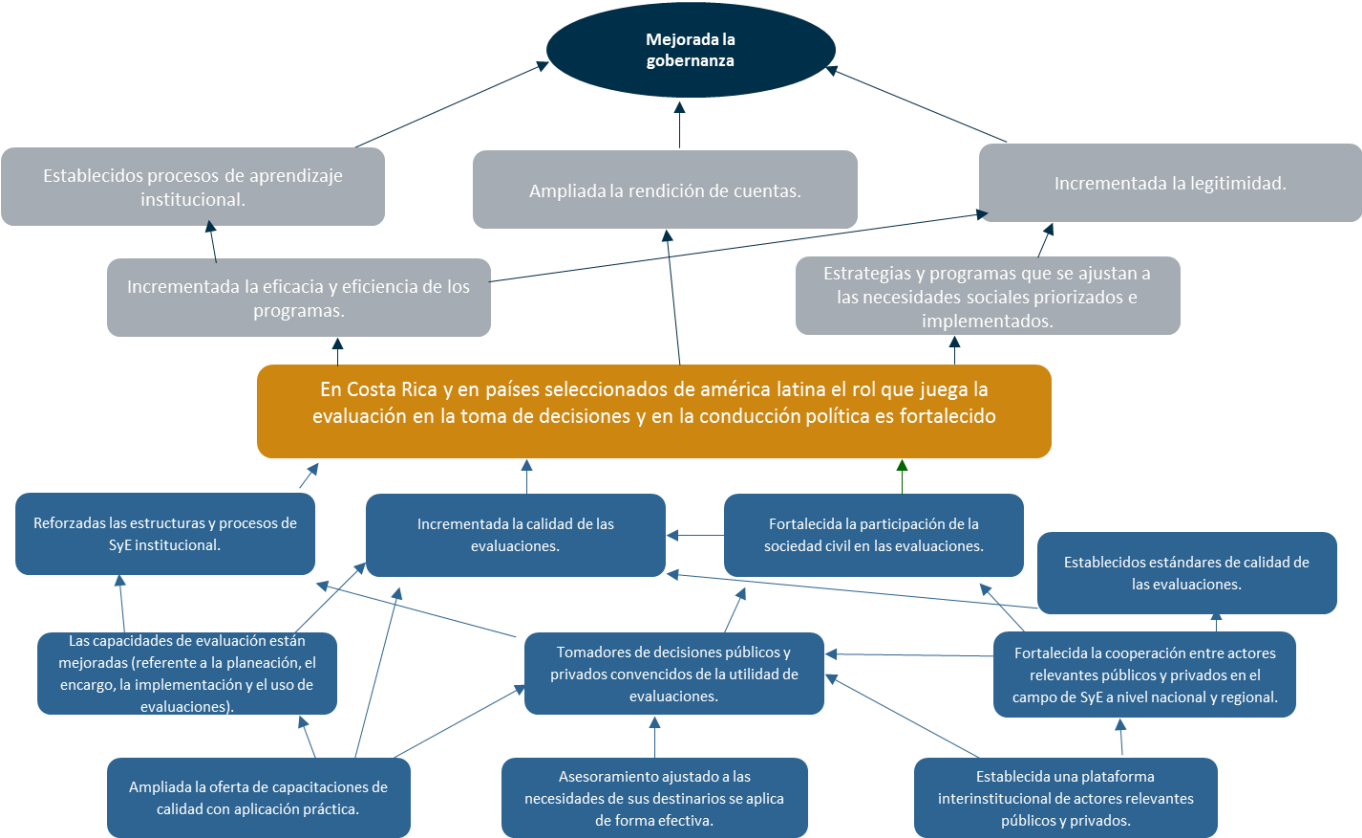 Mejorada la
gobernanza
Establecidos procesos de aprendizaje
institucional.
Ampliada la rendición de cuentas.
Incrementada la legitimidad.
Incrementada la eficacia y eficiencia de los
programas.
Estrategias y programas que se ajustan a
las necesidades sociales priorizados e
implementados.
En Costa Rica y en países seleccionados de américa latina el rol que juega la
evaluación en la toma de decisiones y en la conducción política es fortalecido
Reforzadas las estructuras y procesos de
SyE institucional.
Incrementada la calidad de las
evaluaciones.
Fortalecida la participación de la
sociedad civil en las evaluaciones.
Establecidos estándares de calidad de
las evaluaciones.
Las capacidades de evaluación están
mejoradas (referente a la planeación, el
encargo, la implementación y el uso de
evaluaciones).
Tomadores de decisiones públicos y
privados convencidos de la utilidad de
evaluaciones.
Fortalecida la cooperación entre actores
relevantes públicos y privados en el
campo de SyE a nivel nacional y regional.
Ampliada la oferta de capacitaciones de
calidad con aplicación práctica.
Asesoramiento ajustado a las
necesidades de sus destinarios se aplica
de forma efectiva.
Establecida una plataforma
interinstitucional de actores relevantes
públicos y privados.